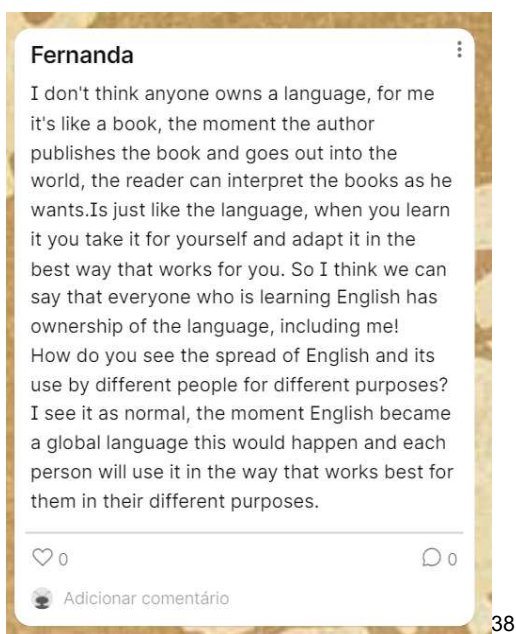 Fernanda
I don't think anyone owns a language, for me
it's like a book, the moment the author
publishes the book and goes out into the
world, the reader can interpret the books as he
wants.Is just like the language, when you learn
it you take it for yourself and adapt it in the
best way that works for you. So I think we can
say that everyone who is learning English has
ownership of the language, including me!
How do you see the spread of English and its
use by different people for different purposes?
I see it as normal, the moment English became
a global language this would happen and each
person will use it in the way that works best for
them in their different purposes.
0 0
Adicionar comentário
38